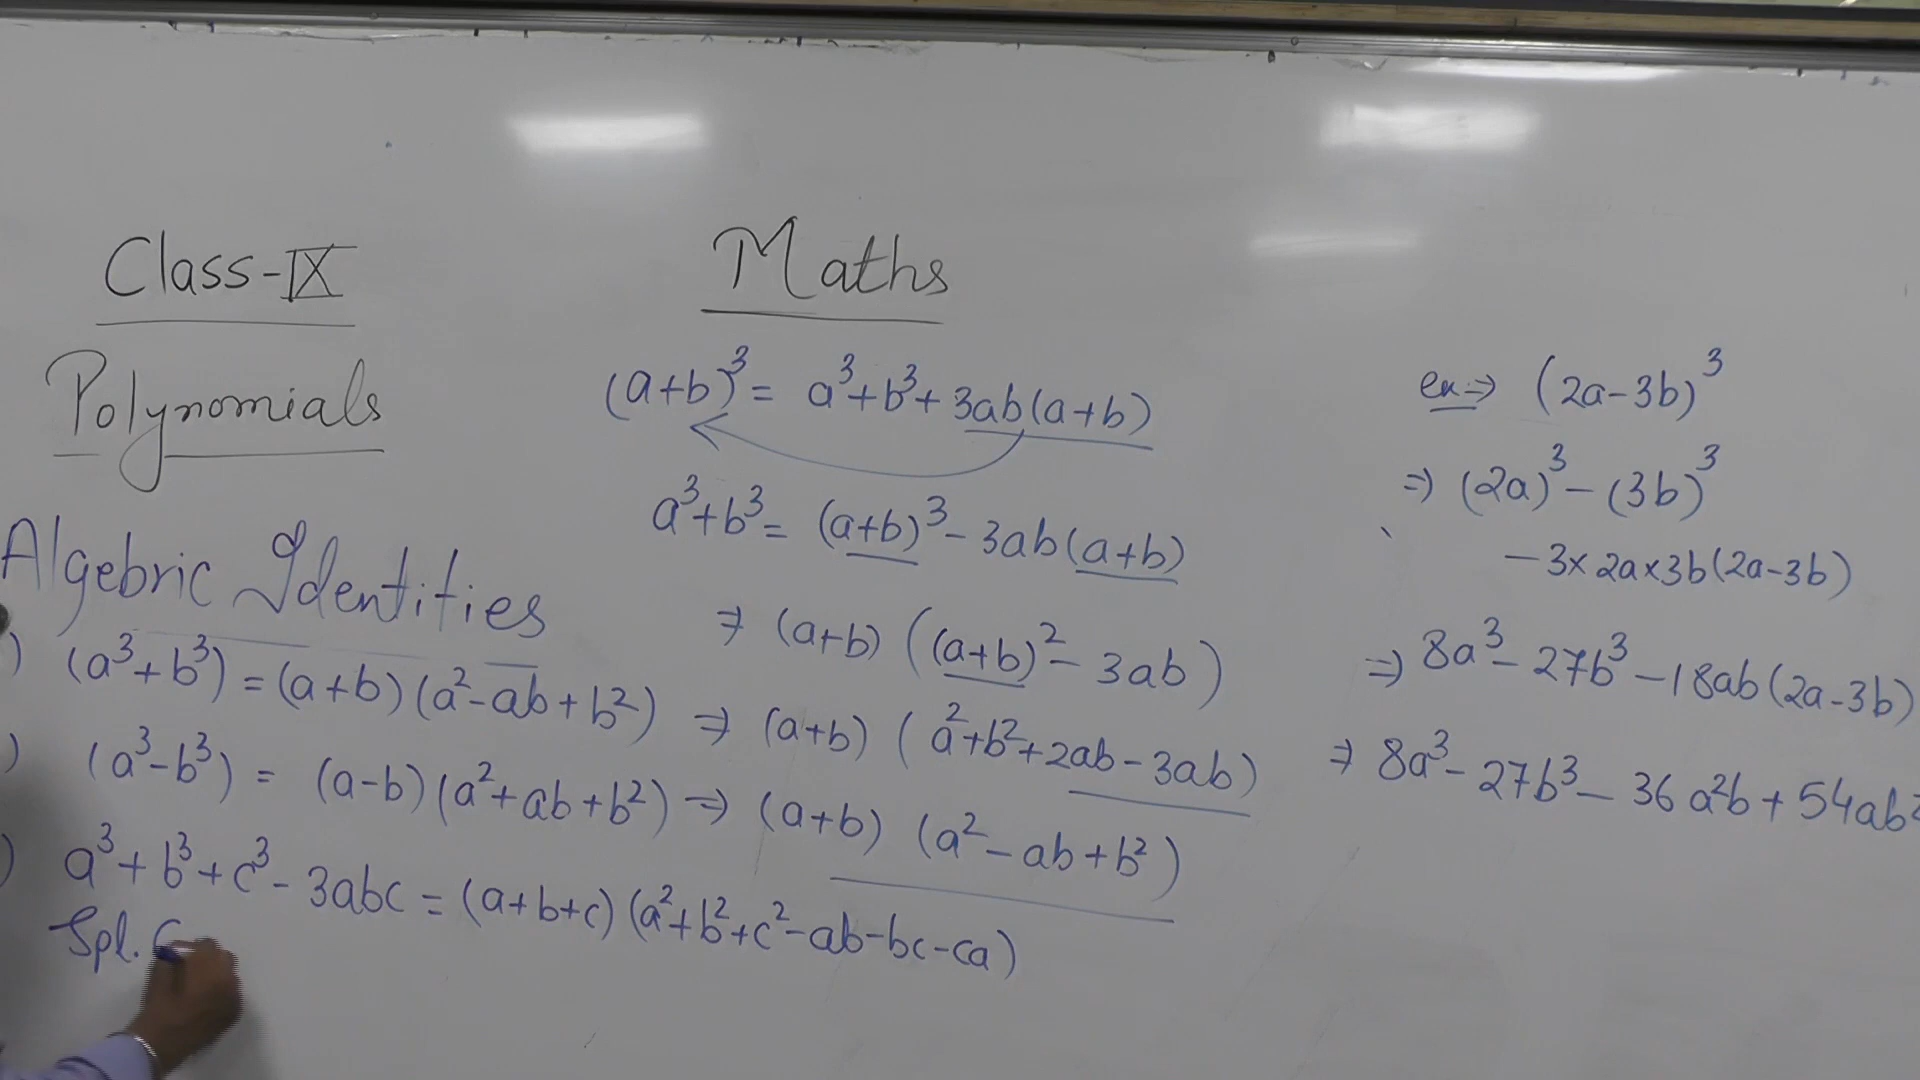 Class-IX
Maths
Polynomials
Algebric Identities
) (a³+b³) = (a+b) (a²-ab+b²)
) (a³-b³) = (a-b) (a²+ab+b²)
) a³+b³+c³-3abc = (a+b+c) (a²+b²+c²-ab-bc-ca)
Spl. C
(a+b)³ = a³+b³+3ab(a+b)
a³+b³ = (a+b)³-3ab(a+b)
⇒ (a+b) ((a+b)²-3ab)
⇒ (a+b) (a²+b²+2ab-3ab)
⇒ (a+b) (a²-ab+b²)
ex ⇒ (2a-3b)³
⇒ (2a)³-(3b)³
-3×2a×3b(2a-3b)
⇒ 8a³-27b³-18ab(2a-3b)
⇒ 8a³-27b³-36a²b+54ab²